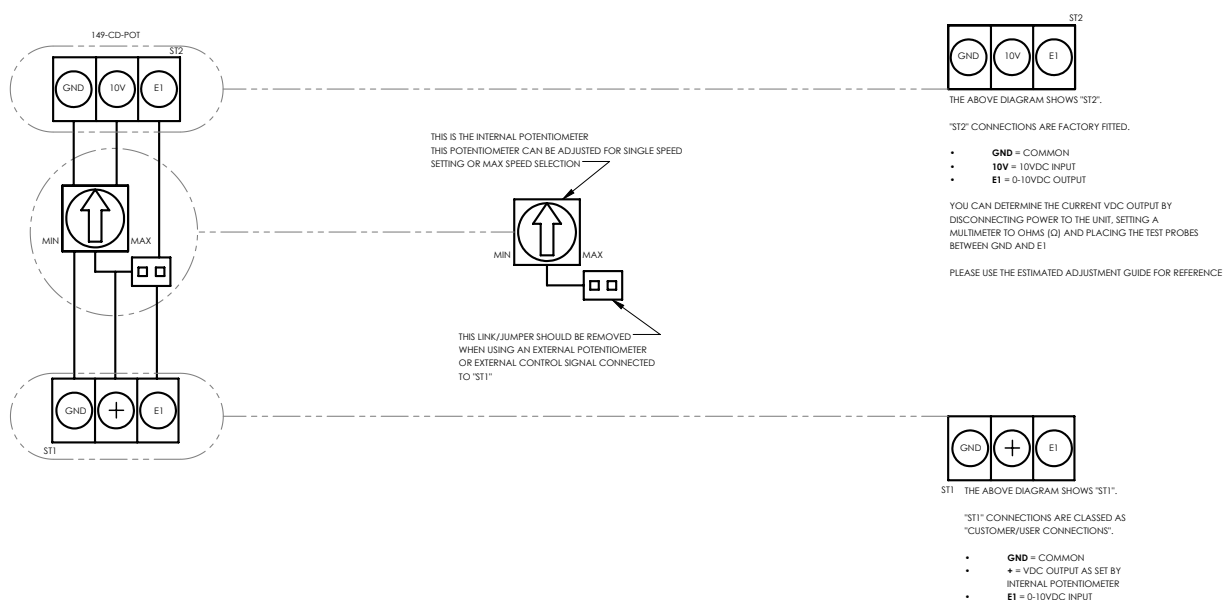 149-CD-POT
ST2
GND 10V E1
MIN MAX
GND + E1
ST1
THIS IS THE INTERNAL POTENTIOMETER
THIS POTENTIOMETER CAN BE ADJUSTED FOR SINGLE SPEED
SETTING OR MAX SPEED SELECTION
MIN MAX
THIS LINK/JUMPER SHOULD BE REMOVED
WHEN USING AN EXTERNAL POTENTIOMETER
OR EXTERNAL CONTROL SIGNAL CONNECTED
TO "ST1"
ST2
GND 10V E1
THE ABOVE DIAGRAM SHOWS "ST2".
"ST2" CONNECTIONS ARE FACTORY FITTED.
• GND = COMMON
• 10V = 10VDC INPUT
• E1 = 0-10VDC OUTPUT
YOU CAN DETERMINE THE CURRENT VDC OUTPUT BY
DISCONNECTING POWER TO THE UNIT, SETTING A
MULTIMETER TO OHMS (Ω) AND PLACING THE TEST PROBES
BETWEEN GND AND E1
PLEASE USE THE ESTIMATED ADJUSTMENT GUIDE FOR REFERENCE
GND + E1
ST1
THE ABOVE DIAGRAM SHOWS "ST1".
"ST1" CONNECTIONS ARE CLASSED AS
"CUSTOMER/USER CONNECTIONS".
• GND = COMMON
• + = VDC OUTPUT AS SET BY
INTERNAL POTENTIOMETER
• E1 = 0-10VDC INPUT